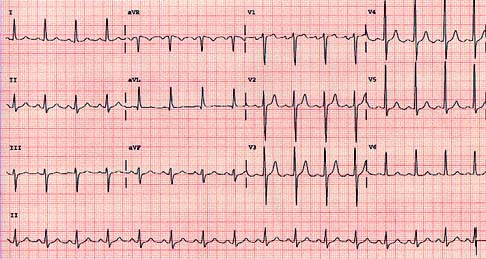 I aVR V1 V4
II aVL V2 V5
III aVF V3 V6
II